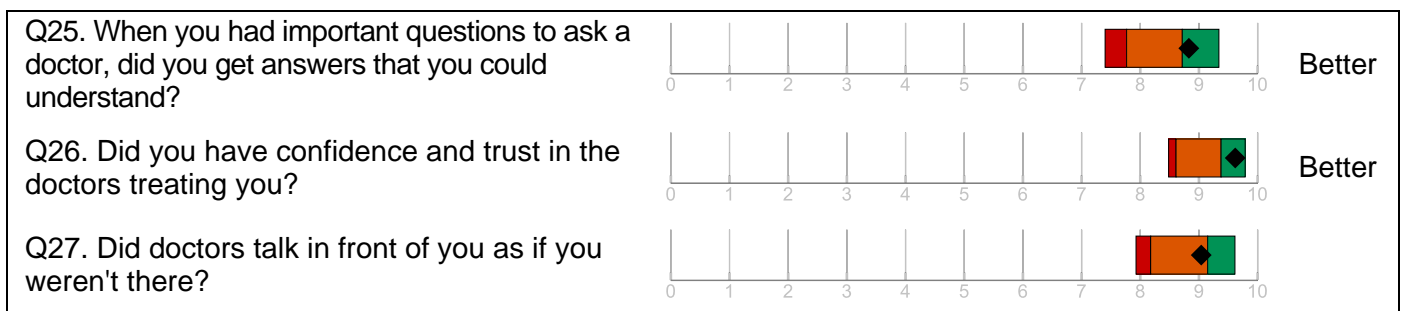 Q25. When you had important questions to ask a
doctor, did you get answers that you could
understand?
Better
0 1 2 3 4 5 6 7 8 9 10
Q26. Did you have confidence and trust in the
doctors treating you?
Better
0 1 2 3 4 5 6 7 8 9 10
Q27. Did doctors talk in front of you as if you
weren't there?
0 1 2 3 4 5 6 7 8 9 10